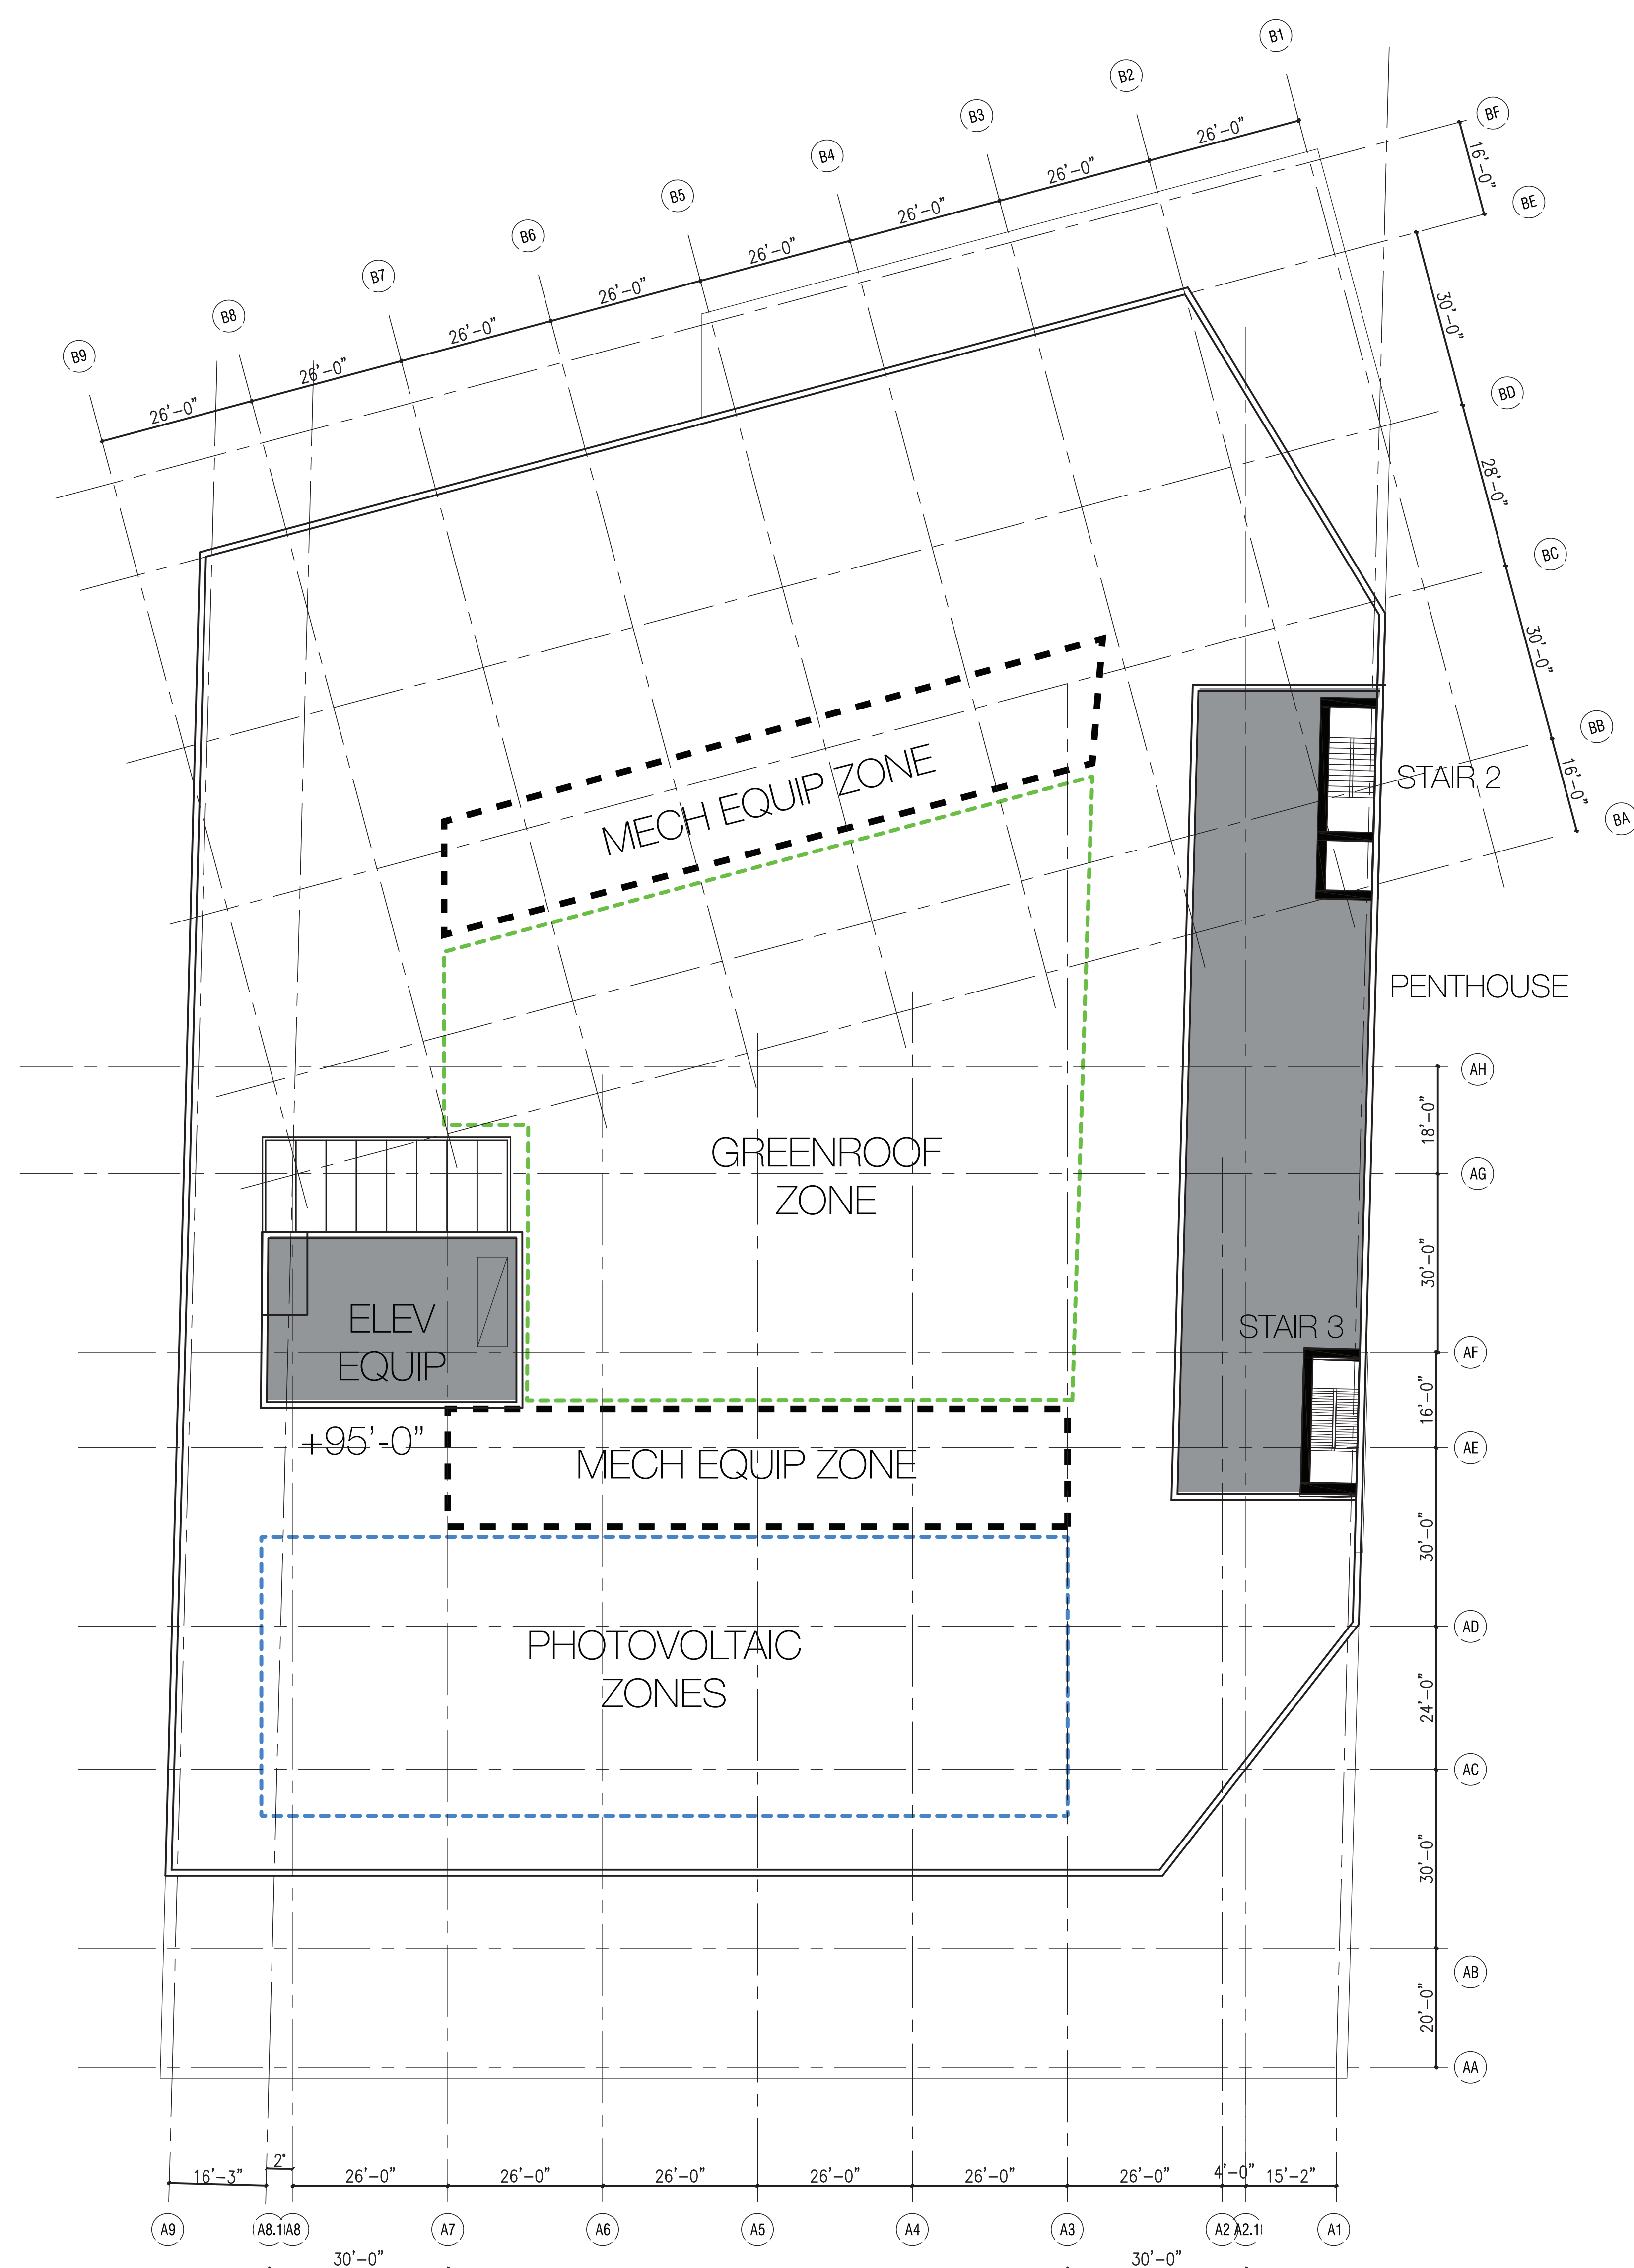 B1
B2
B3
B4
B5
B6
B7
B8
B9
BF
BE
BD
BC
BB
BA
26'-0"
26'-0"
26'-0"
26'-0"
26'-0"
26'-0"
26'-0"
26'-0"
16'-0"
30'-0"
28'-0"
30'-0"
16'-0"
MECH EQUIP ZONE
STAIR 2
PENTHOUSE
GREENROOF
ZONE
STAIR 3
ELEV
EQUIP
+95'-0"
MECH EQUIP ZONE
PHOTOVOLTAIC
ZONES
AH
18'-0"
AG
30'-0"
AF
16'-0"
AE
30'-0"
AD
24'-0"
AC
30'-0"
AB
20'-0"
AA
16'-3"
2"
26'-0"
26'-0"
26'-0"
26'-0"
26'-0"
26'-0"
4'-0"
15'-2"
A9
A8.1
A8
A7
A6
A5
A4
A3
A2
A2.1
A1
30'-0"
30'-0"